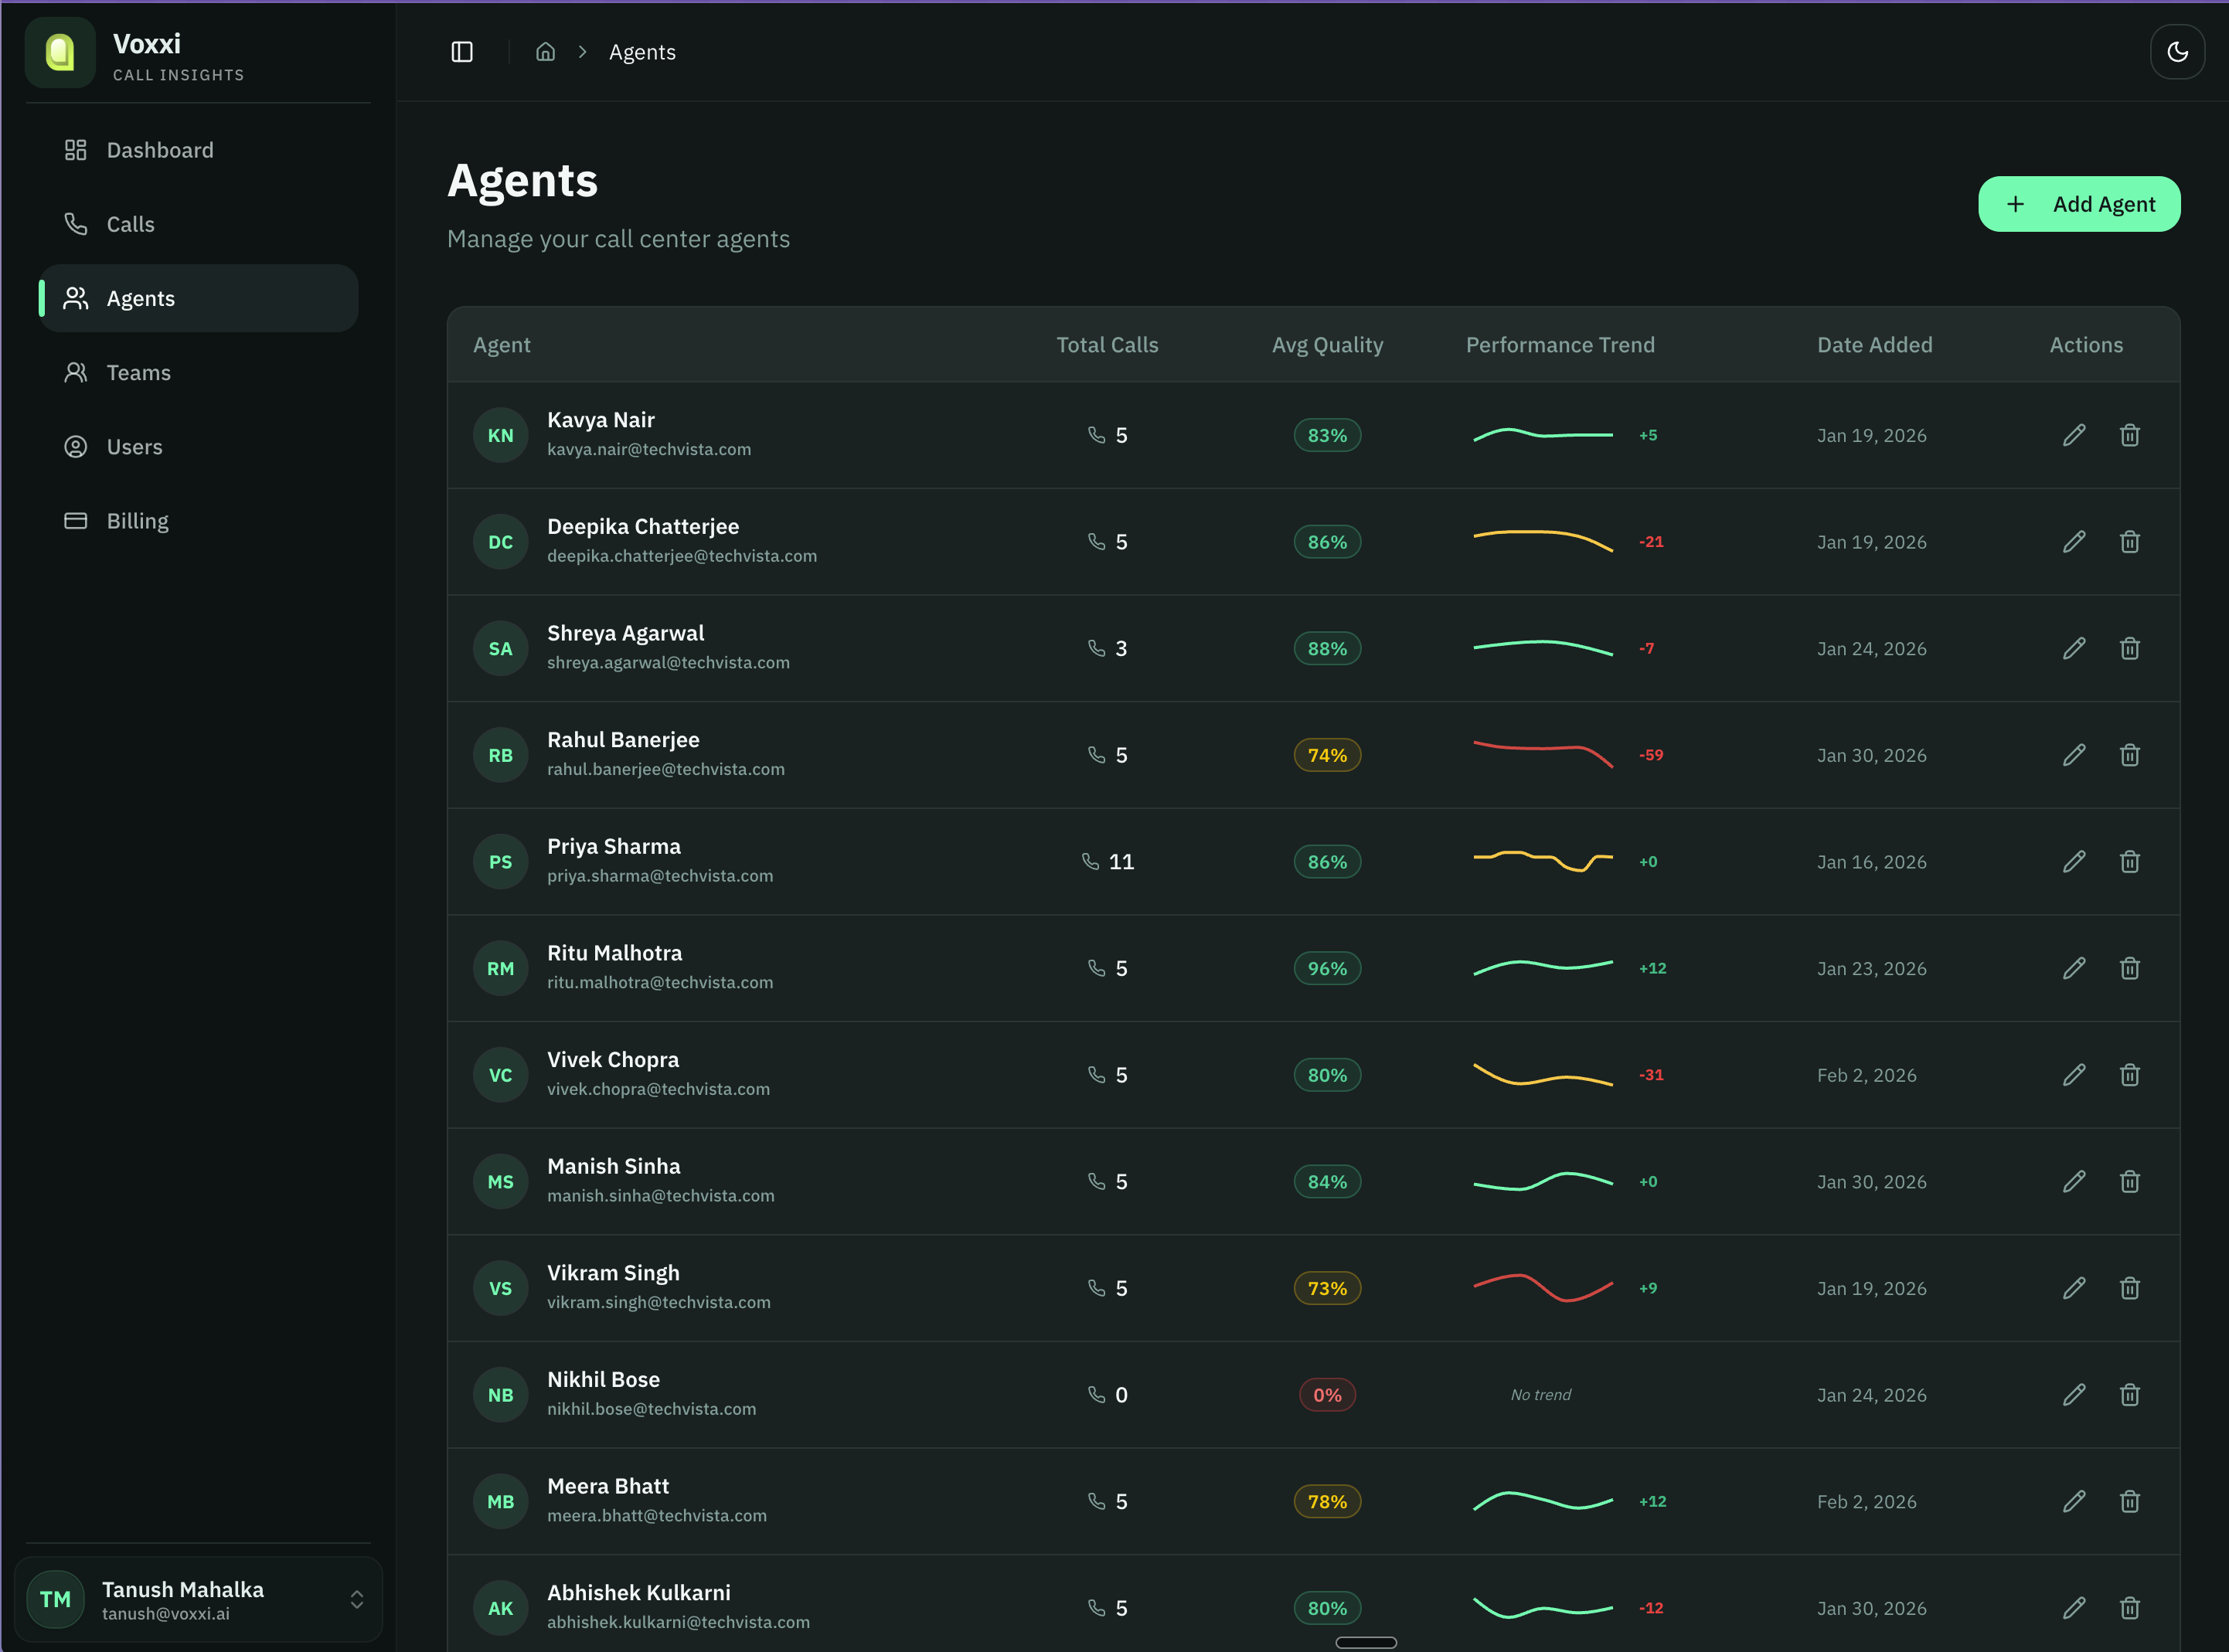 Voxxi
CALL INSIGHTS
Dashboard
Calls
Agents
Teams
Users
Billing
TM
Tanush Mahalka
tanush@voxxi.ai
Agents
Agents
Manage your call center agents
Add Agent
Agent Total Calls Avg Quality Performance Trend Date Added Actions
KN Kavya Nair
kavya.nair@techvista.com
5 83% +5 Jan 19, 2026
DC Deepika Chatterjee
deepika.chatterjee@techvista.com
5 86% -21 Jan 19, 2026
SA Shreya Agarwal
shreya.agarwal@techvista.com
3 88% -7 Jan 24, 2026
RB Rahul Banerjee
rahul.banerjee@techvista.com
5 74% -59 Jan 30, 2026
PS Priya Sharma
priya.sharma@techvista.com
11 86% +0 Jan 16, 2026
RM Ritu Malhotra
ritu.malhotra@techvista.com
5 96% +12 Jan 23, 2026
VC Vivek Chopra
vivek.chopra@techvista.com
5 80% -31 Feb 2, 2026
MS Manish Sinha
manish.sinha@techvista.com
5 84% +0 Jan 30, 2026
VS Vikram Singh
vikram.singh@techvista.com
5 73% +9 Jan 19, 2026
NB Nikhil Bose
nikhil.bose@techvista.com
0 0% No trend Jan 24, 2026
MB Meera Bhatt
meera.bhatt@techvista.com
5 78% +12 Feb 2, 2026
AK Abhishek Kulkarni
abhishek.kulkarni@techvista.com
5 80% -12 Jan 30, 2026